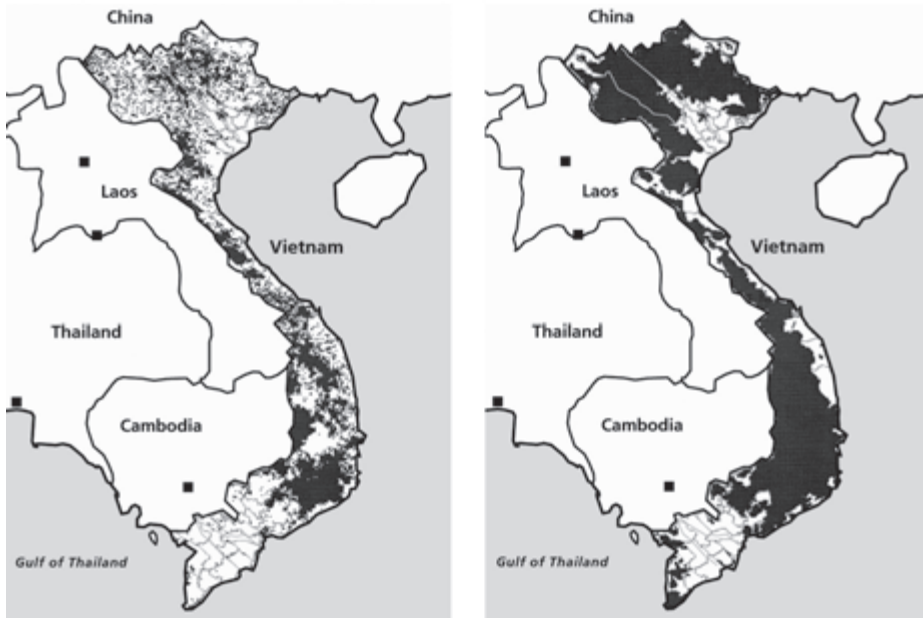 China
Laos
Vietnam
Thailand
Cambodia
Gulf of Thailand
China
Laos
Vietnam
Thailand
Cambodia
Gulf of Thailand